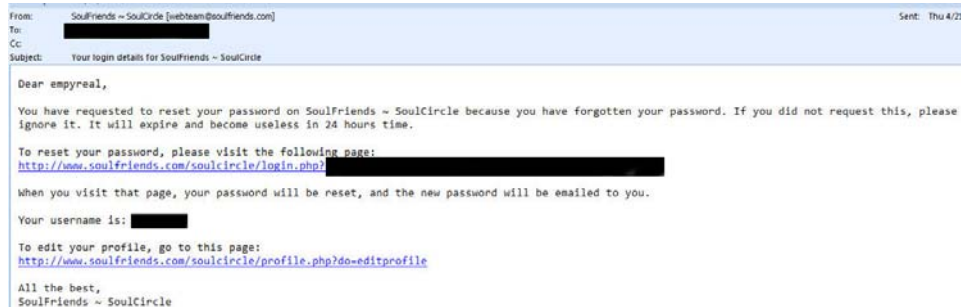 From: SoulFriends ~ SoulCircle [webteam@soulfriends.com] Sent: Thu 4/21
To:
Cc:
Subject: Your login details for SoulFriends ~ SoulCircle
Dear empyreal,
You have requested to reset your password on SoulFriends ~ SoulCircle because you have forgotten your password. If you did not request this, please
ignore it. It will expire and become useless in 24 hours time.
To reset your password, please visit the following page:
http://www.soulfriends.com/soulcircle/login.php?
When you visit that page, your password will be reset, and the new password will be emailed to you.
Your username is:
To edit your profile, go to this page:
http://www.soulfriends.com/soulcircle/profile.php?do=editprofile
All the best,
SoulFriends ~ SoulCircle